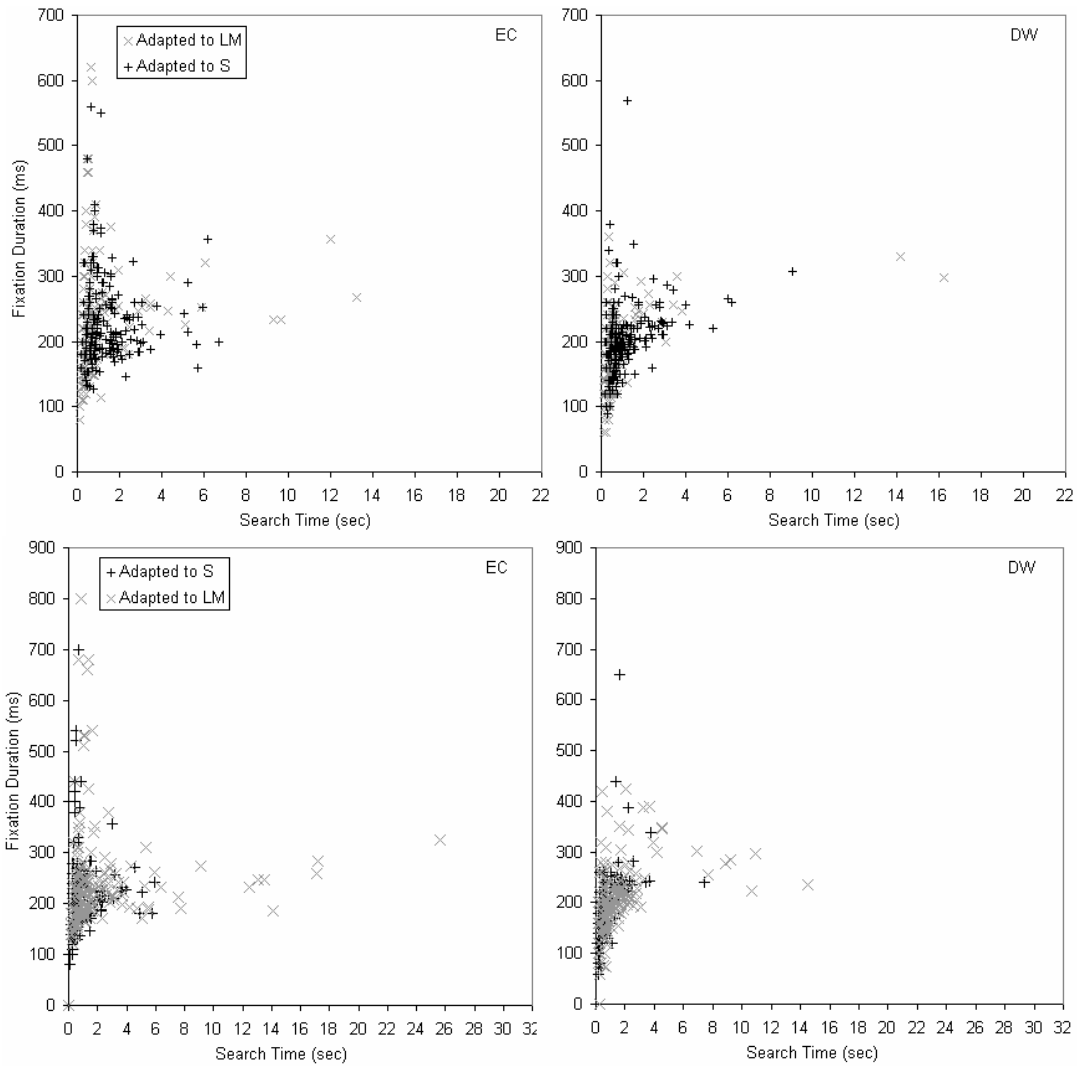 700
600
500
400
300
200
100
0
Fixation Duration (ms)
× Adapted to LM
+ Adapted to S
EC
0 2 4 6 8 10 12 14 16 18 20 22
Search Time (sec)
700
600
500
400
300
200
100
0
DW
0 2 4 6 8 10 12 14 16 18 20 22
Search Time (sec)
900
800
700
600
500
400
300
200
100
0
Fixation Duration (ms)
+ Adapted to S
× Adapted to LM
EC
0 2 4 6 8 10 12 14 16 18 20 22 24 26 28 30 32
Search Time (sec)
900
800
700
600
500
400
300
200
100
0
DW
0 2 4 6 8 10 12 14 16 18 20 22 24 26 28 30 32
Search Time (sec)